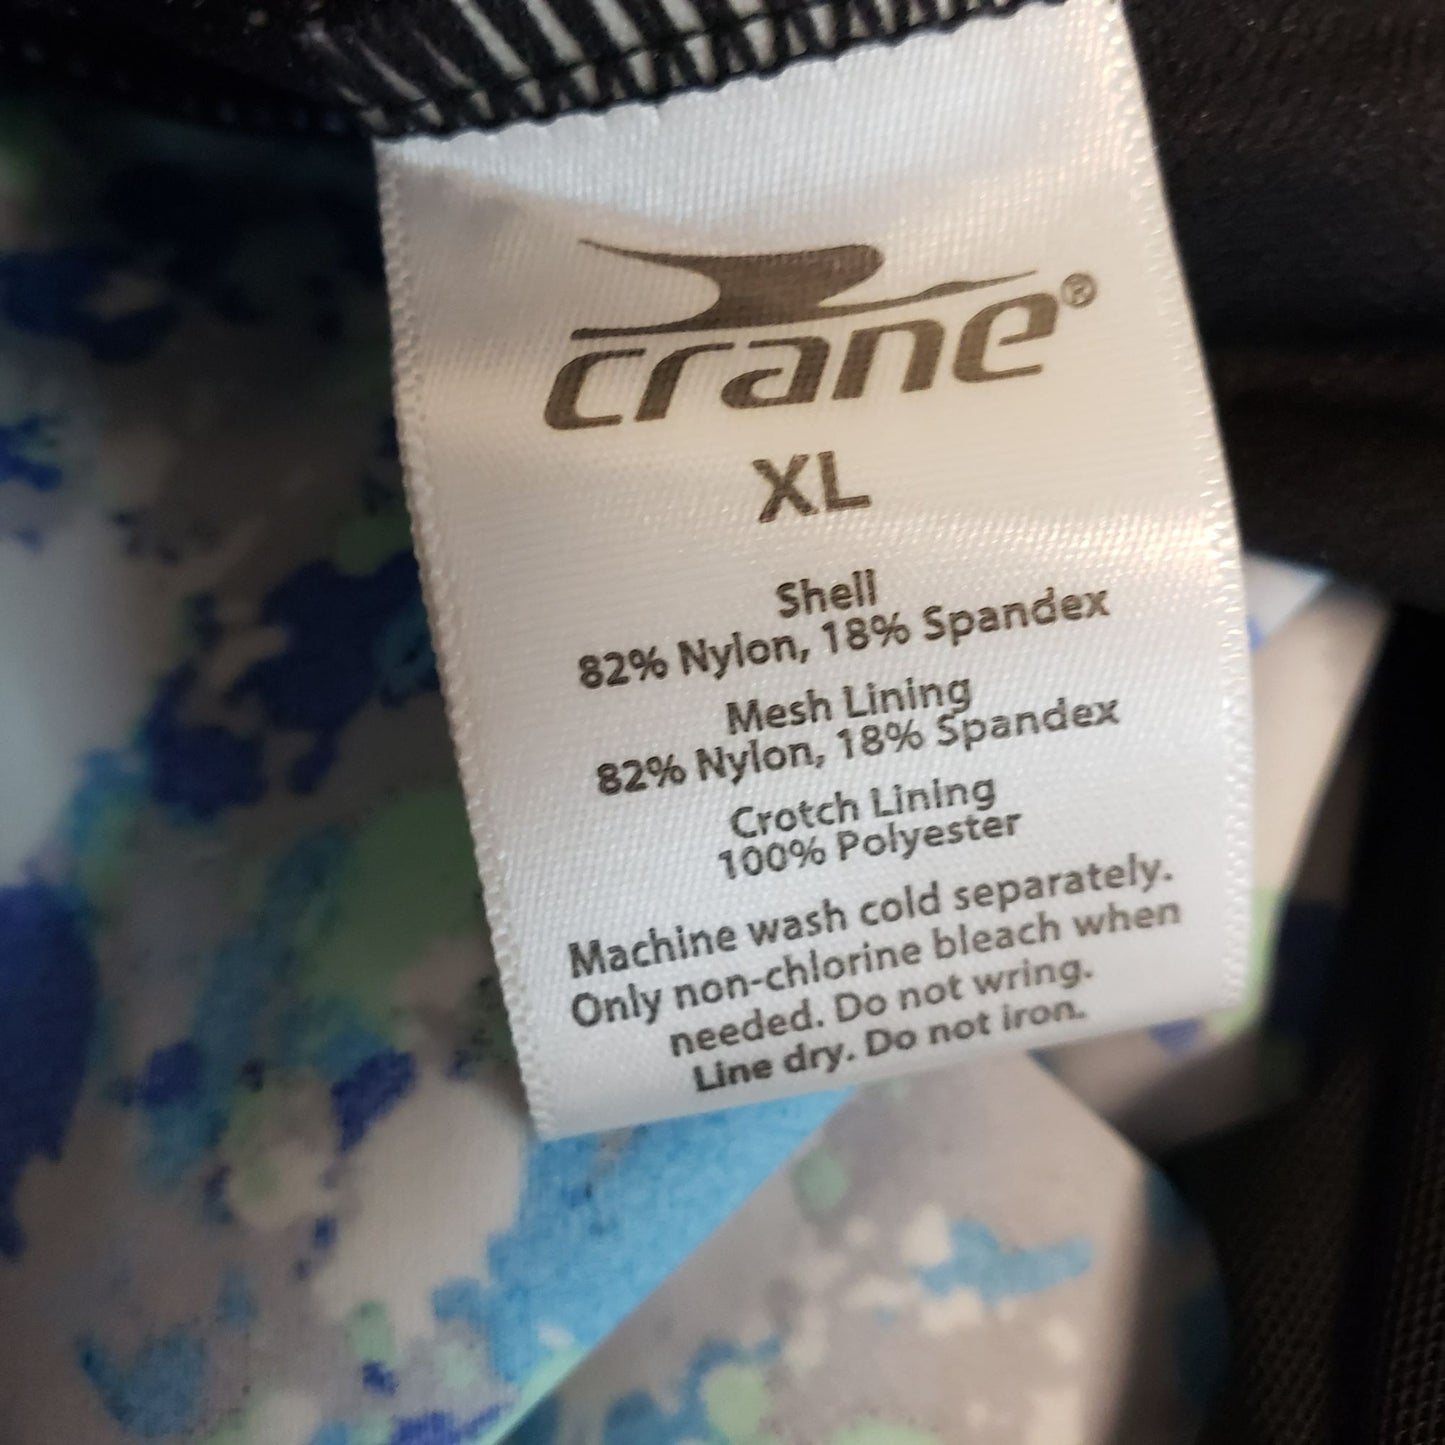 crane®
XL
Shell
82% Nylon, 18% Spandex
Mesh Lining
82% Nylon, 18% Spandex
Crotch Lining
100% Polyester
Machine wash cold separately.
Only non-chlorine bleach when
needed. Do not wring.
Line dry. Do not iron.